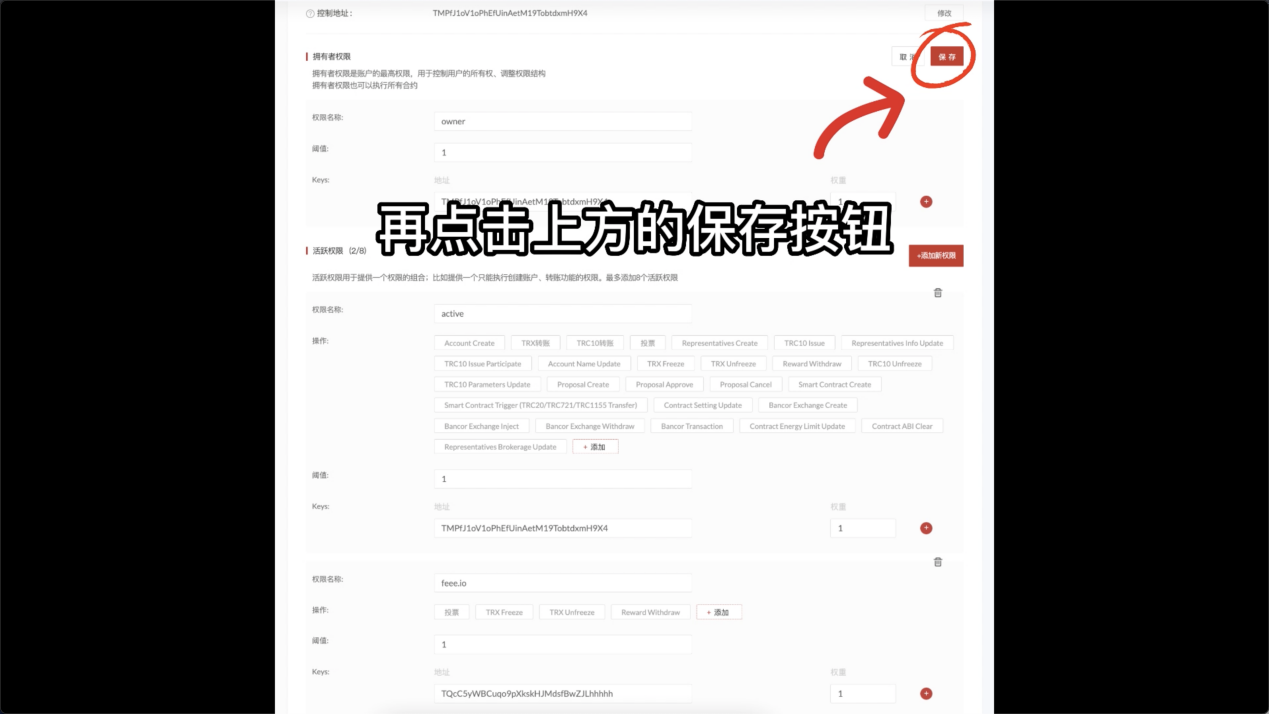 控制地址: TMPfJ1oV1oPhEfUinAetM19TobtdxmH9X4 修改
拥有者权限 保存
拥有者权限是账户的最高权限，用于控制用户的所有权、调整权限结构
拥有者权限也可以执行所有合约
权限名称: owner
阈值: 1
Keys: 地址 权重
1
再点击上方的保存按钮
活跃权限 (2/8) +添加新权限
活跃权限用于提供一个权限的组合；比如提供一个只能执行创建账户、转账功能的权限。最多添加8个活跃权限
权限名称: active
操作: Account Create TRX转账 TRC10转账 投票 Representatives Create TRC10 Issue Representatives Info Update
TRC10 Issue Participate Account Name Update TRX Freeze TRX Unfreeze Reward Withdraw TRC10 Unfreeze
TRC10 Parameters Update Proposal Create Proposal Approve Proposal Cancel Smart Contract Create
Smart Contract Trigger (TRC20/TRC721/TRC1155 Transfer) Contract Setting Update Bancor Exchange Create
Bancor Exchange Inject Bancor Exchange Withdraw Bancor Transaction Contract Energy Limit Update Contract ABI Clear
Representatives Brokerage Update + 添加
阈值: 1
Keys: 地址 权重
TMPfJ1oV1oPhEfUinAetM19TobtdxmH9X4 1
权限名称: feee.io
操作: 投票 TRX Freeze TRX Unfreeze Reward Withdraw + 添加
阈值: 1
Keys: 地址 权重
TQcC5yWBCuqo9pXkskHJMdsfBwZJLhhhhh 1